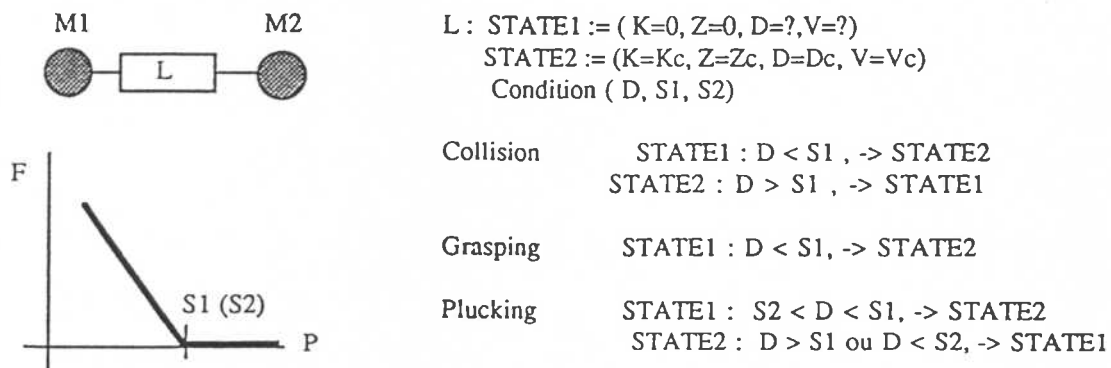 M1 M2
L
L : STATE1 := ( K=0, Z=0, D=?,V=?)
STATE2 := (K=Kc, Z=Zc, D=Dc, V=Vc)
Condition ( D, S1, S2)
F
S1 (S2)
P
Collision STATE1 : D < S1 , -> STATE2
STATE2 : D > S1 , -> STATE1
Grasping STATE1 : D < S1, -> STATE2
Plucking STATE1 : S2 < D < S1, -> STATE2
STATE2 : D > S1 ou D < S2, -> STATE1